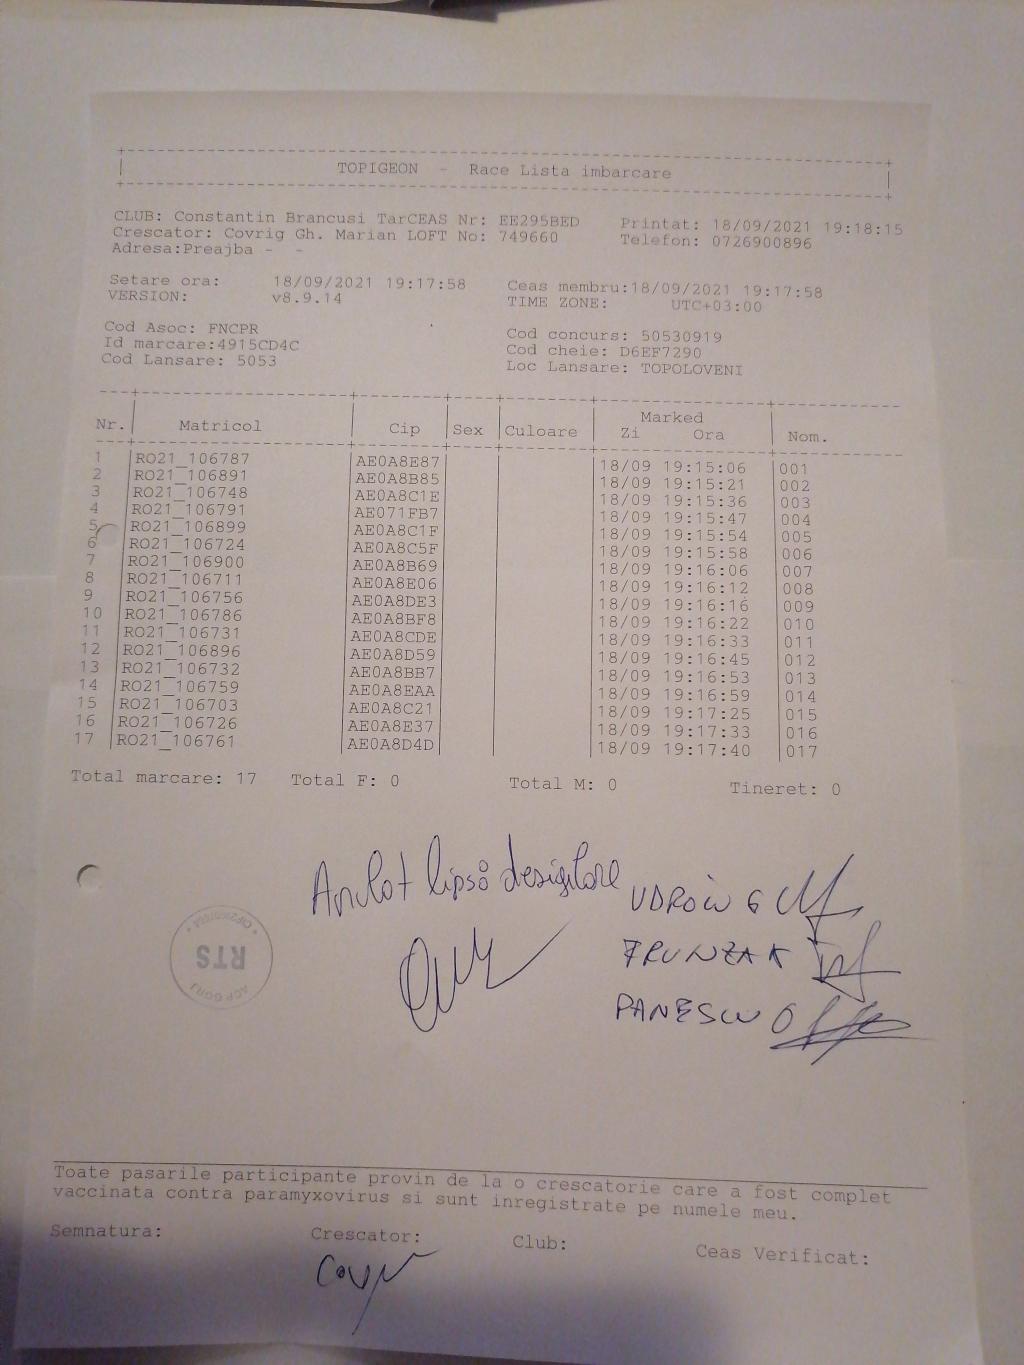 TOPIGEON - Race Lista imbarcare
CLUB: Constantin Brancusi TarCEAS Nr: EE295BED Printat: 18/09/2021 19:18:15
Crescator: Covrig Gh. Marian LOFT No: 749660 Telefon: 0726900896
Adresa:Preajba - -
Setare ora: 18/09/2021 19:17:58 Ceas membru:18/09/2021 19:17:58
VERSION: v8.9.14 TIME ZONE: UTC+03:00
Cod Asoc: FNCPR Cod concurs: 50530919
Id marcare:4915CD4C Cod cheie: D6EF7290
Cod Lansare: 5053 Loc Lansare: TOPOLOVENI
Marked
Nr. Matricol Cip Sex Culoare Zi Ora Nom.
1 RO21_106787 AE0A8E87 18/09 19:15:06 001
2 RO21_106891 AE0A8B85 18/09 19:15:21 002
3 RO21_106748 AE0A8C1E 18/09 19:15:36 003
4 RO21_106791 AE071FB7 18/09 19:15:47 004
5 RO21_106899 AE0A8C1F 18/09 19:15:54 005
6 RO21_106724 AE0A8C5F 18/09 19:15:58 006
7 RO21_106900 AE0A8B69 18/09 19:16:06 007
8 RO21_106711 AE0A8E06 18/09 19:16:12 008
9 RO21_106756 AE0A8DE3 18/09 19:16:16 009
10 RO21_106786 AE0A8BF8 18/09 19:16:22 010
11 RO21_106731 AE0A8CDE 18/09 19:16:33 011
12 RO21_106896 AE0A8D59 18/09 19:16:45 012
13 RO21_106732 AE0A8BB7 18/09 19:16:53 013
14 RO21_106759 AE0A8EAA 18/09 19:16:59 014
15 RO21_106703 AE0A8C21 18/09 19:17:25 015
16 RO21_106726 AE0A8E37 18/09 19:17:33 016
17 RO21_106761 AE0A8D4D 18/09 19:17:40 017
Total marcare: 17 Total F: 0 Total M: 0 Tineret: 0
Anulat lipsă desigilare
UDROIU G
FRUNZA K
PANESCU O
ACP GORJ
RTS
Toate pasarile participante provin de la o crescatorie care a fost complet
vaccinata contra paramyxovirus si sunt inregistrate pe numele meu.
Semnatura: Crescator: Club: Ceas Verificat: